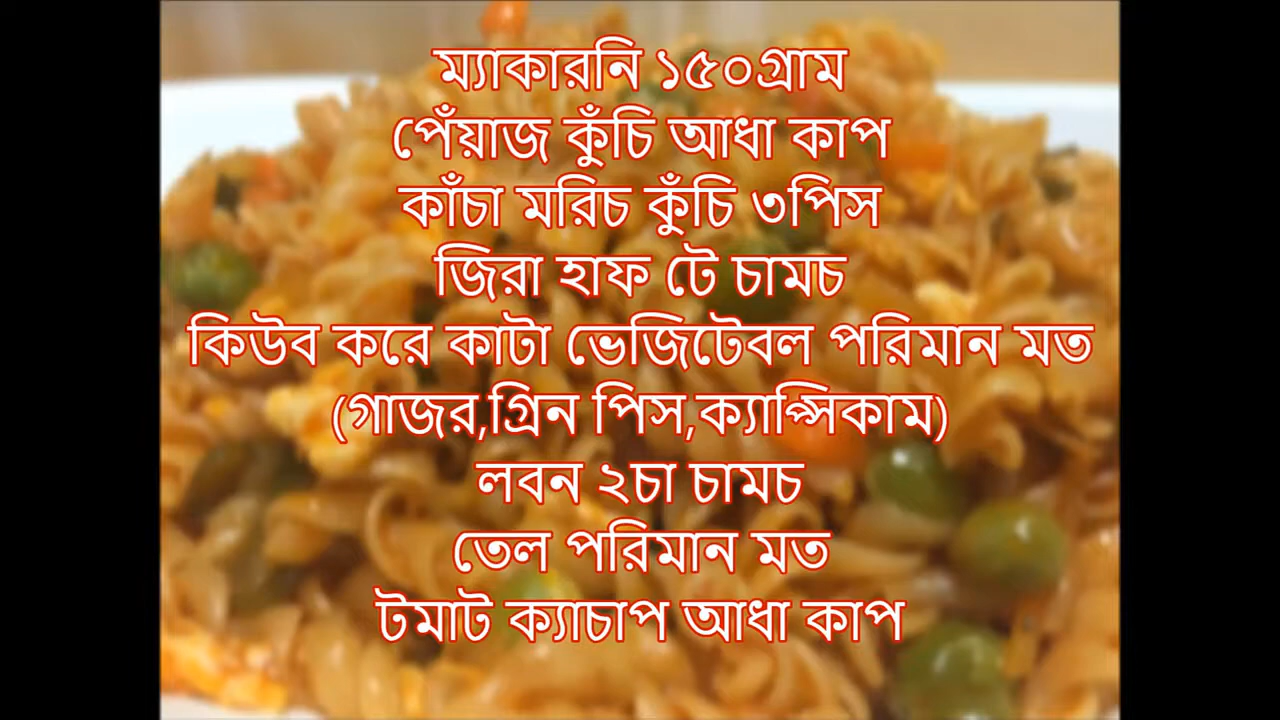 ম্যাকারনি ১৫০গ্রাম
পেঁয়াজ কুঁচি আধা কাপ
কাঁচা মরিচ কুঁচি ৩পিস
জিরা হাফ টে চামচ
কিউব করে কাটা ভেজিটেবল পরিমান মত
(গাজর,গ্রিন পিস,ক্যাপ্সিকাম)
লবন ২চা চামচ
তেল পরিমান মত
টমাট ক্যাচাপ আধা কাপ